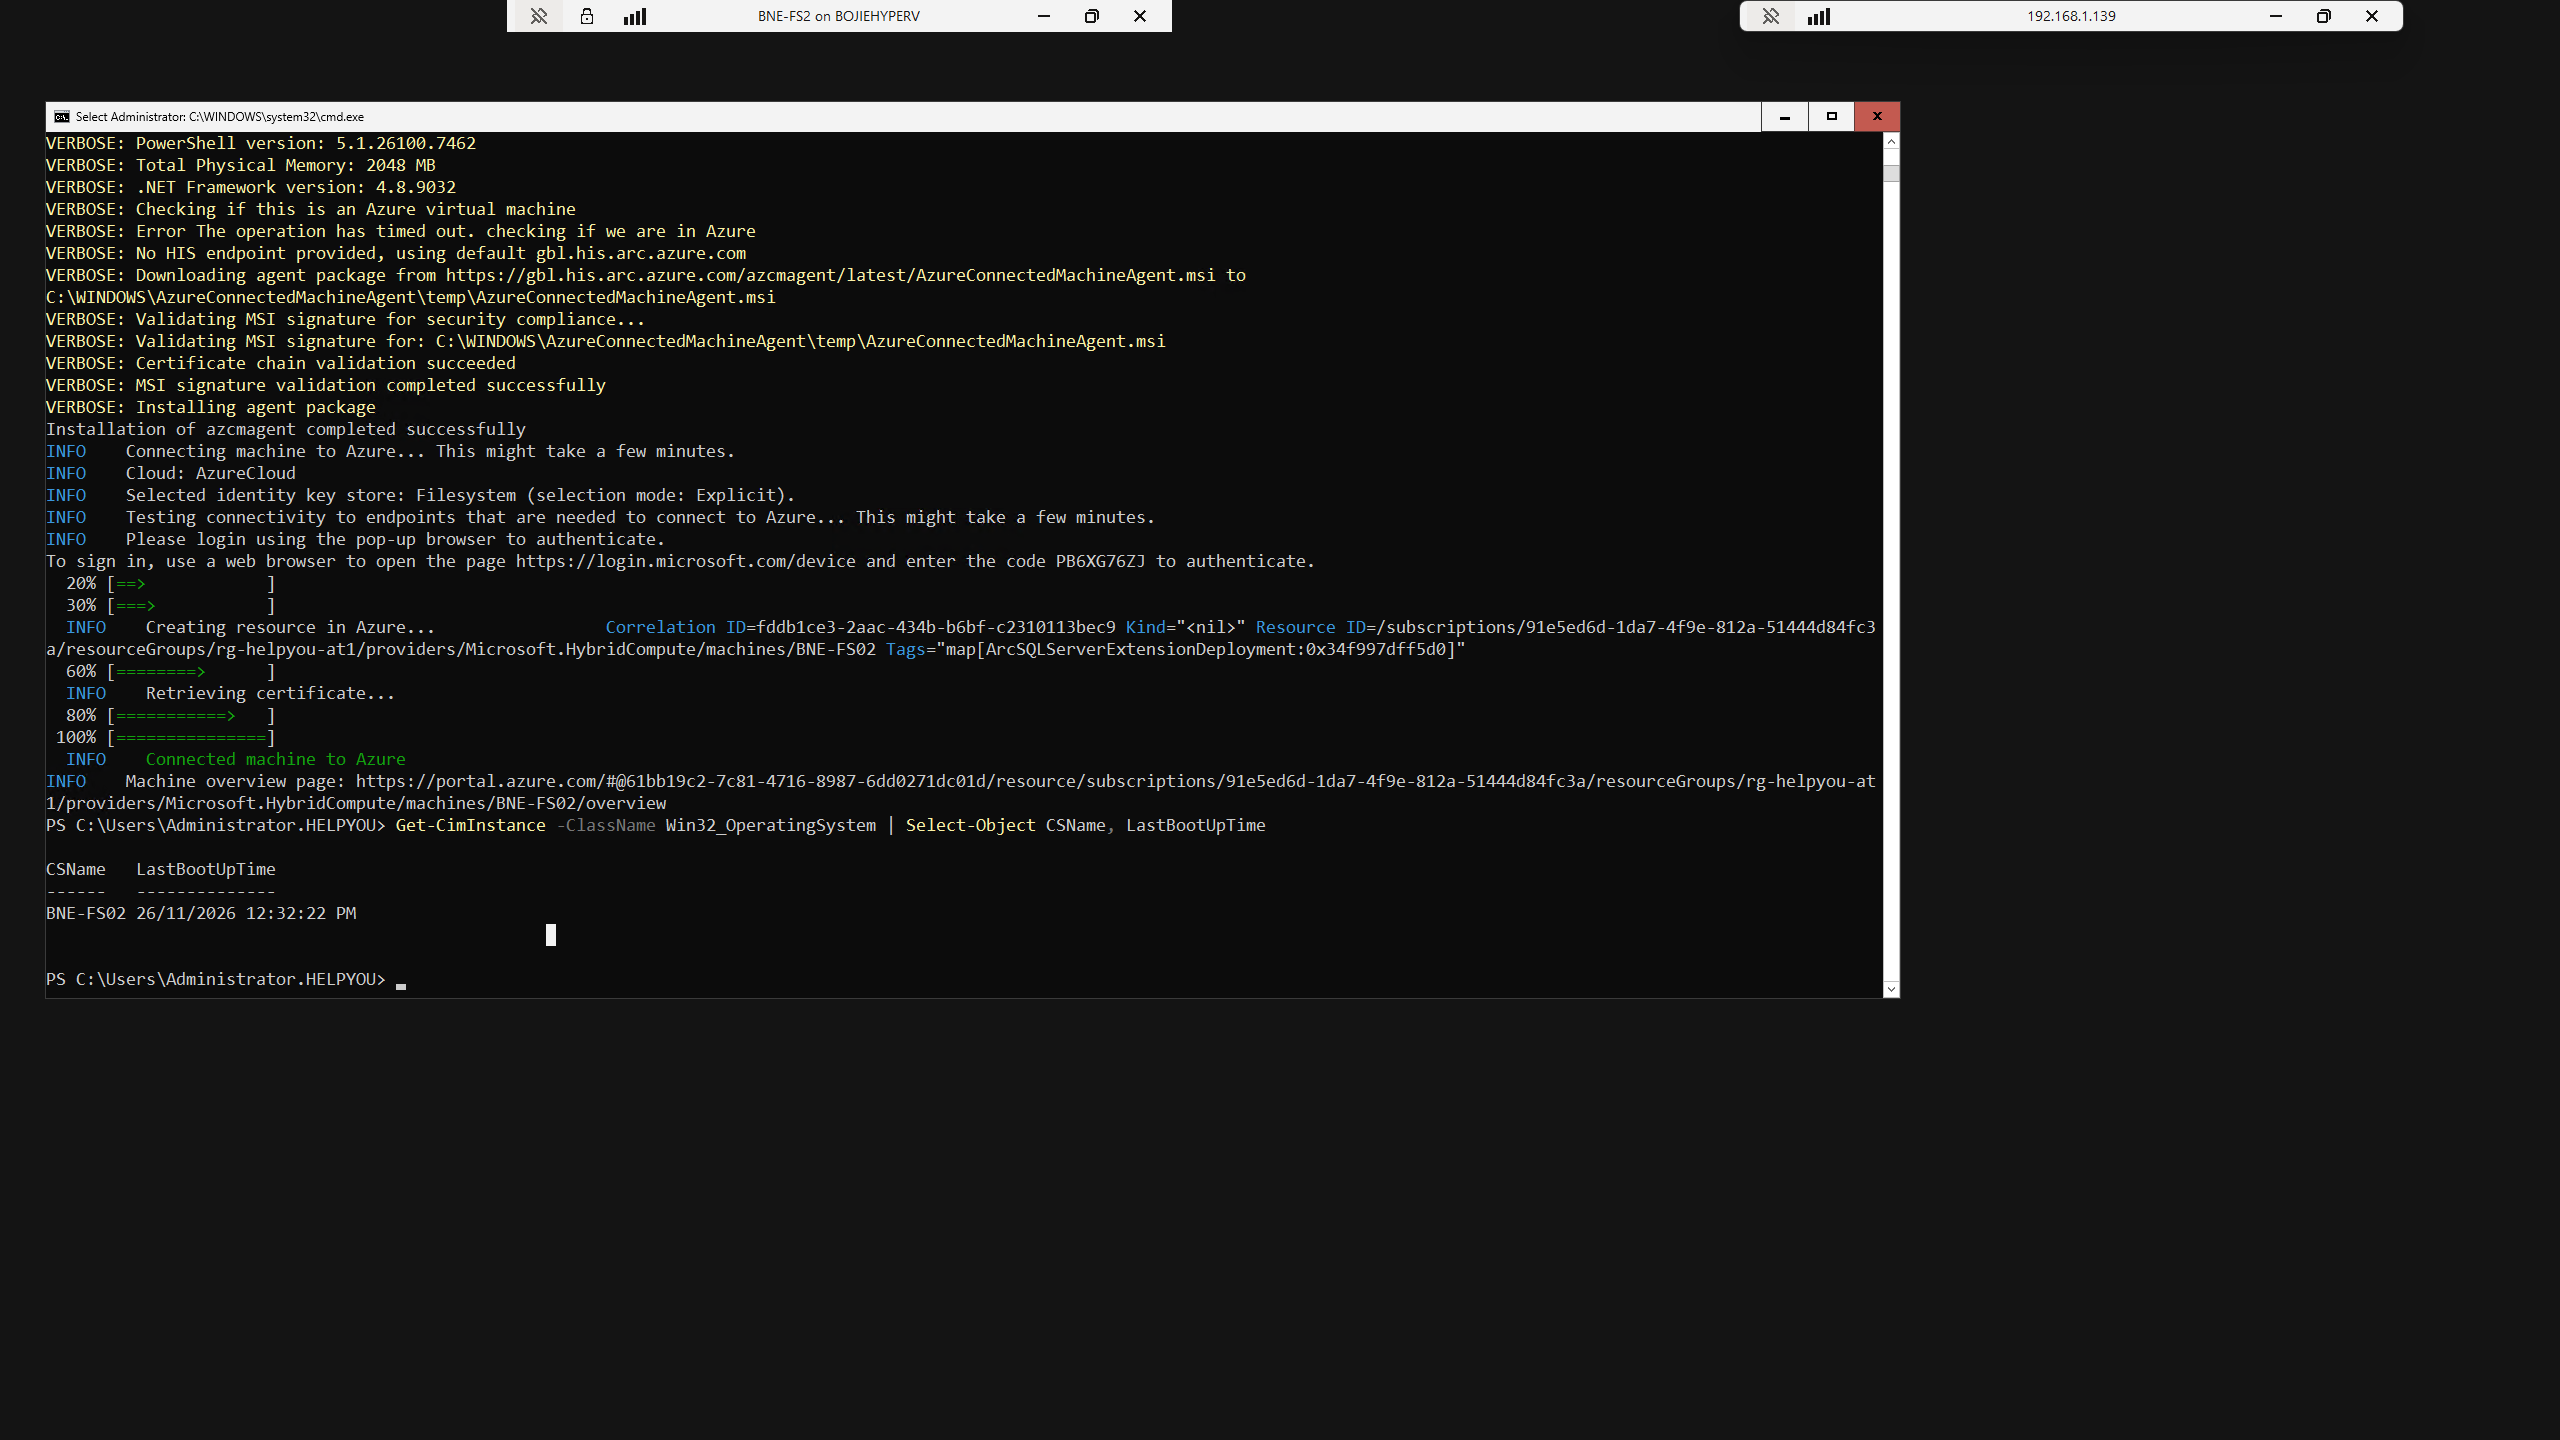 BNE-FS2 on BOJIEHYPERV
192.168.1.139
Select Administrator: C:\WINDOWS\system32\cmd.exe
VERBOSE: PowerShell version: 5.1.26100.7462
VERBOSE: Total Physical Memory: 2048 MB
VERBOSE: .NET Framework version: 4.8.9032
VERBOSE: Checking if this is an Azure virtual machine
VERBOSE: Error The operation has timed out. checking if we are in Azure
VERBOSE: No HIS endpoint provided, using default gbl.his.arc.azure.com
VERBOSE: Downloading agent package from https://gbl.his.arc.azure.com/azcmagent/latest/AzureConnectedMachineAgent.msi to
C:\WINDOWS\AzureConnectedMachineAgent\temp\AzureConnectedMachineAgent.msi
VERBOSE: Validating MSI signature for security compliance...
VERBOSE: Validating MSI signature for: C:\WINDOWS\AzureConnectedMachineAgent\temp\AzureConnectedMachineAgent.msi
VERBOSE: Certificate chain validation succeeded
VERBOSE: MSI signature validation completed successfully
VERBOSE: Installing agent package
Installation of azcmagent completed successfully
INFO    Connecting machine to Azure... This might take a few minutes.
INFO    Cloud: AzureCloud
INFO    Selected identity key store: Filesystem (selection mode: Explicit).
INFO    Testing connectivity to endpoints that are needed to connect to Azure... This might take a few minutes.
INFO    Please login using the pop-up browser to authenticate.
To sign in, use a web browser to open the page https://login.microsoft.com/device and enter the code PB6XG76ZJ to authenticate.
  20% [==>            ]
  30% [===>           ]
  INFO    Creating resource in Azure...                 Correlation ID=fddb1ce3-2aac-434b-b6bf-c2310113bec9 Kind="<nil>" Resource ID=/subscriptions/91e5ed6d-1da7-4f9e-812a-51444d84fc3
a/resourceGroups/rg-helpyou-at1/providers/Microsoft.HybridCompute/machines/BNE-FS02 Tags="map[ArcSQLServerExtensionDeployment:0x34f997dff5d0]"
  60% [========>      ]
  INFO    Retrieving certificate...
  80% [===========>   ]
 100% [===============]
  INFO    Connected machine to Azure
INFO    Machine overview page: https://portal.azure.com/#@61bb19c2-7c81-4716-8987-6dd0271dc01d/resource/subscriptions/91e5ed6d-1da7-4f9e-812a-51444d84fc3a/resourceGroups/rg-helpyou-at
1/providers/Microsoft.HybridCompute/machines/BNE-FS02/overview
PS C:\Users\Administrator.HELPYOU> Get-CimInstance -ClassName Win32_OperatingSystem | Select-Object CSName, LastBootUpTime
CSName   LastBootUpTime
------   --------------
BNE-FS02 26/11/2026 12:32:22 PM
PS C:\Users\Administrator.HELPYOU>